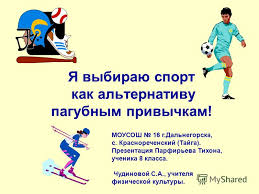 Я выбираю спорт
как альтернативу
пагубным привычкам!
МОУСОШ № 16 г.Дальнегорска,
с. Краснореченский (Тайга).
Презентация Парфирьева Тихона,
ученика 8 класса.
Чудиновой С.А., учителя
физической культуры.
MyShared